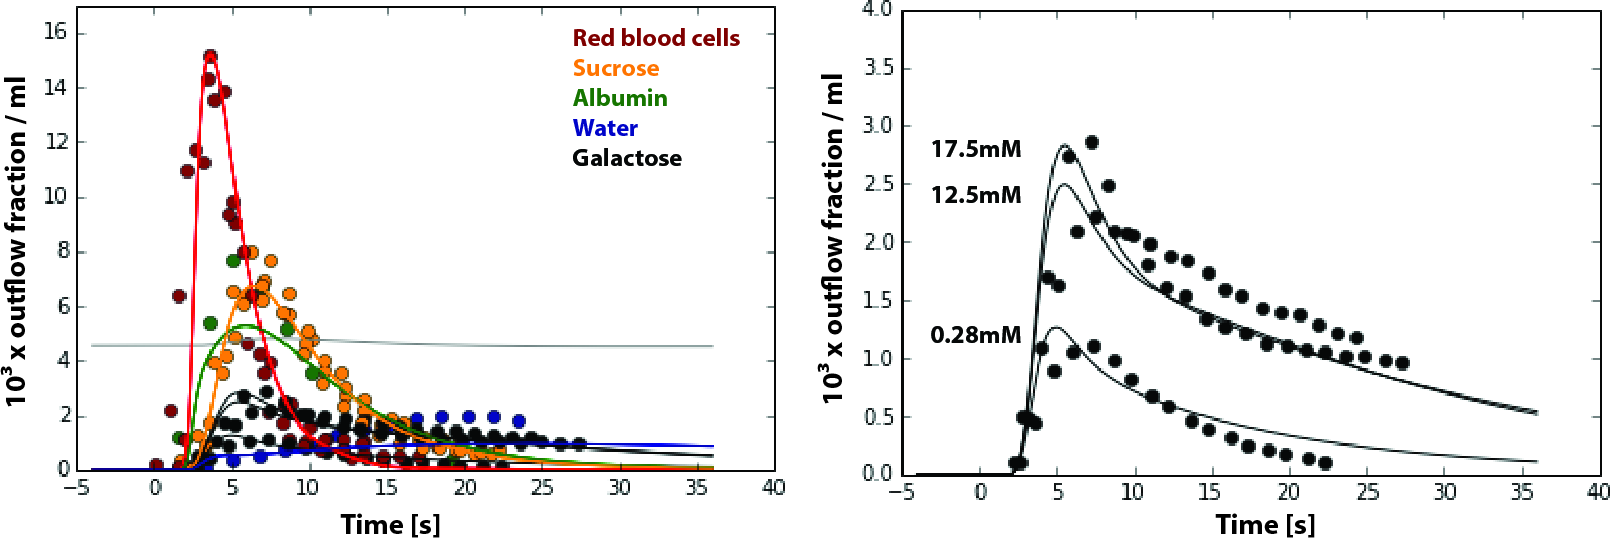 10³ x outflow fraction / ml
16
14
12
10
8
6
4
2
0
Red blood cells
Sucrose
Albumin
Water
Galactose
−5 0 5 10 15 20 25 30 35 40
Time [s]
10³ x outflow fraction / ml
4.0
3.5
3.0
2.5
2.0
1.5
1.0
0.5
0.0
17.5mM
12.5mM
0.28mM
−5 0 5 10 15 20 25 30 35 40
Time [s]